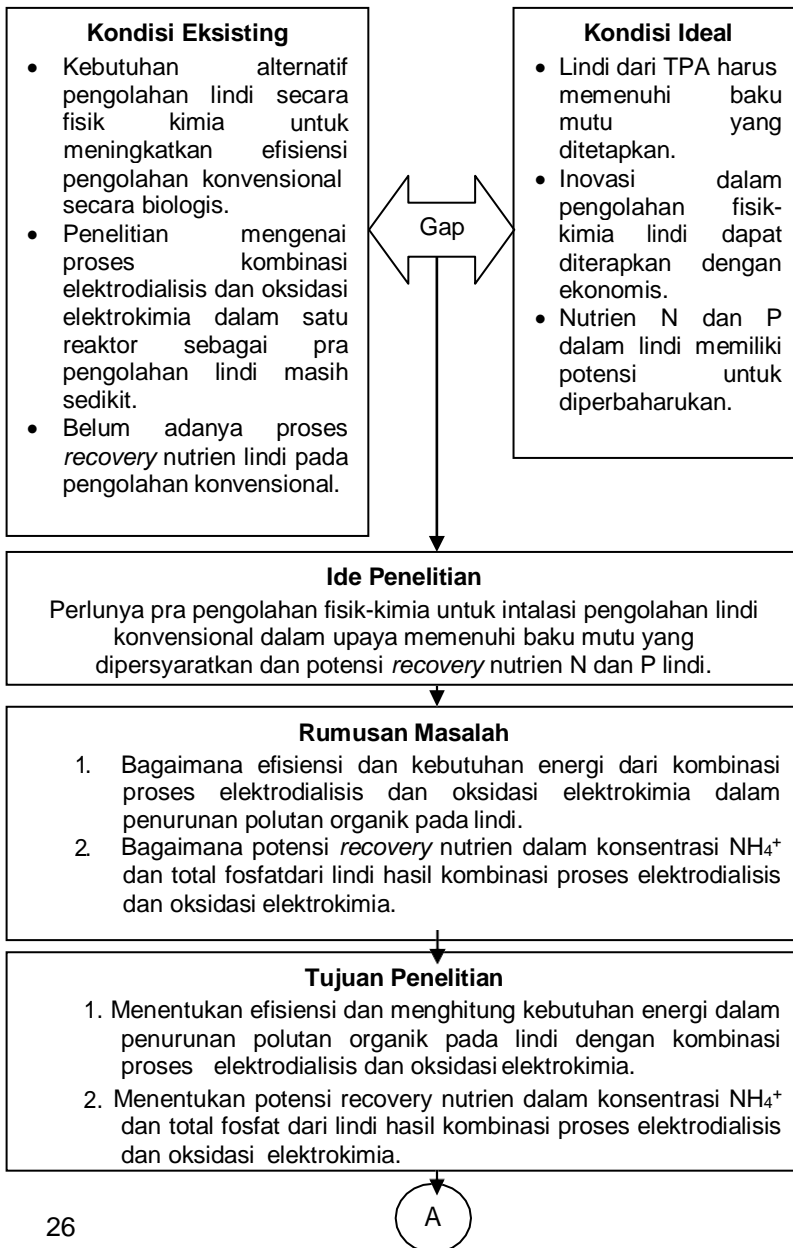 Kondisi Eksisting
• Kebutuhan alternatif
pengolahan lindi secara
fisik kimia untuk
meningkatkan efisiensi
pengolahan konvensional
secara biologis.
• Penelitian mengenai
proses kombinasi
elektrodialisis dan oksidasi
elektrokimia dalam satu
reaktor sebagai pra
pengolahan lindi masih
sedikit.
• Belum adanya proses
recovery nutrien lindi pada
pengolahan konvensional.
Gap
Kondisi Ideal
• Lindi dari TPA harus
memenuhi baku
mutu yang
ditetapkan.
• Inovasi dalam
pengolahan fisik-
kimia lindi dapat
diterapkan dengan
ekonomis.
• Nutrien N dan P
dalam lindi memiliki
potensi untuk
diperbaharukan.
Ide Penelitian
Perlunya pra pengolahan fisik-kimia untuk intalasi pengolahan lindi
konvensional dalam upaya memenuhi baku mutu yang
dipersyaratkan dan potensi recovery nutrien N dan P lindi.
Rumusan Masalah
1. Bagaimana efisiensi dan kebutuhan energi dari kombinasi
proses elektrodialisis dan oksidasi elektrokimia dalam
penurunan polutan organik pada lindi.
2. Bagaimana potensi recovery nutrien dalam konsentrasi NH₄⁺
dan total fosfatdari lindi hasil kombinasi proses elektrodialisis
dan oksidasi elektrokimia.
Tujuan Penelitian
1. Menentukan efisiensi dan menghitung kebutuhan energi dalam
penurunan polutan organik pada lindi dengan kombinasi
proses elektrodialisis dan oksidasi elektrokimia.
2. Menentukan potensi recovery nutrien dalam konsentrasi NH₄⁺
dan total fosfat dari lindi hasil kombinasi proses elektrodialisis
dan oksidasi elektrokimia.
A
26